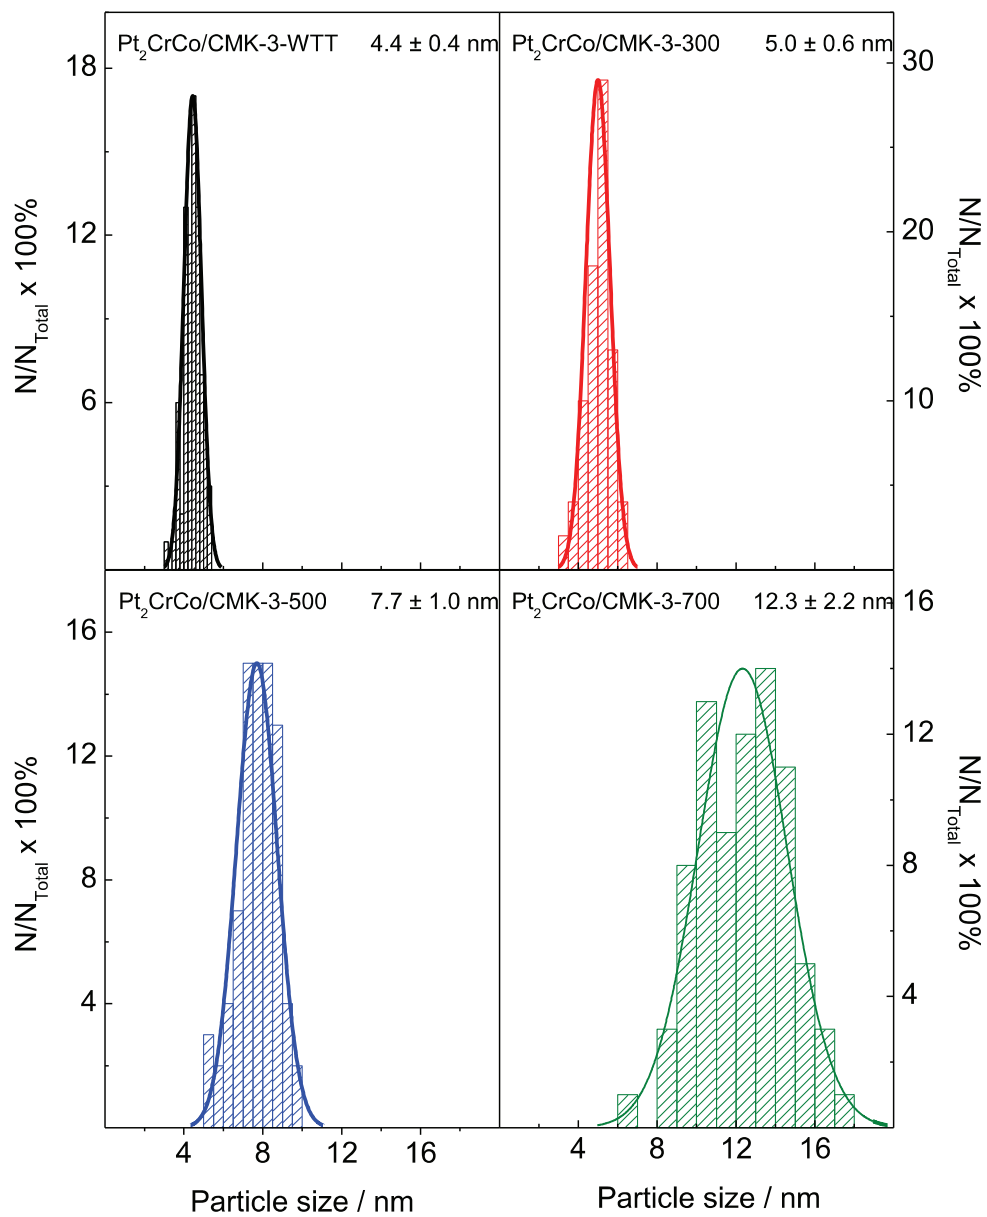 Pt2CrCo/CMK-3-WTT 4.4 ± 0.4 nm
Pt2CrCo/CMK-3-300 5.0 ± 0.6 nm
18
12
6
N/NTotal x 100%
30
20
10
N/NTotal x 100%
Pt2CrCo/CMK-3-500 7.7 ± 1.0 nm
Pt2CrCo/CMK-3-700 12.3 ± 2.2 nm
16
12
8
4
N/NTotal x 100%
16
12
8
4
N/NTotal x 100%
4 8 12 16
4 8 12 16
Particle size / nm
Particle size / nm